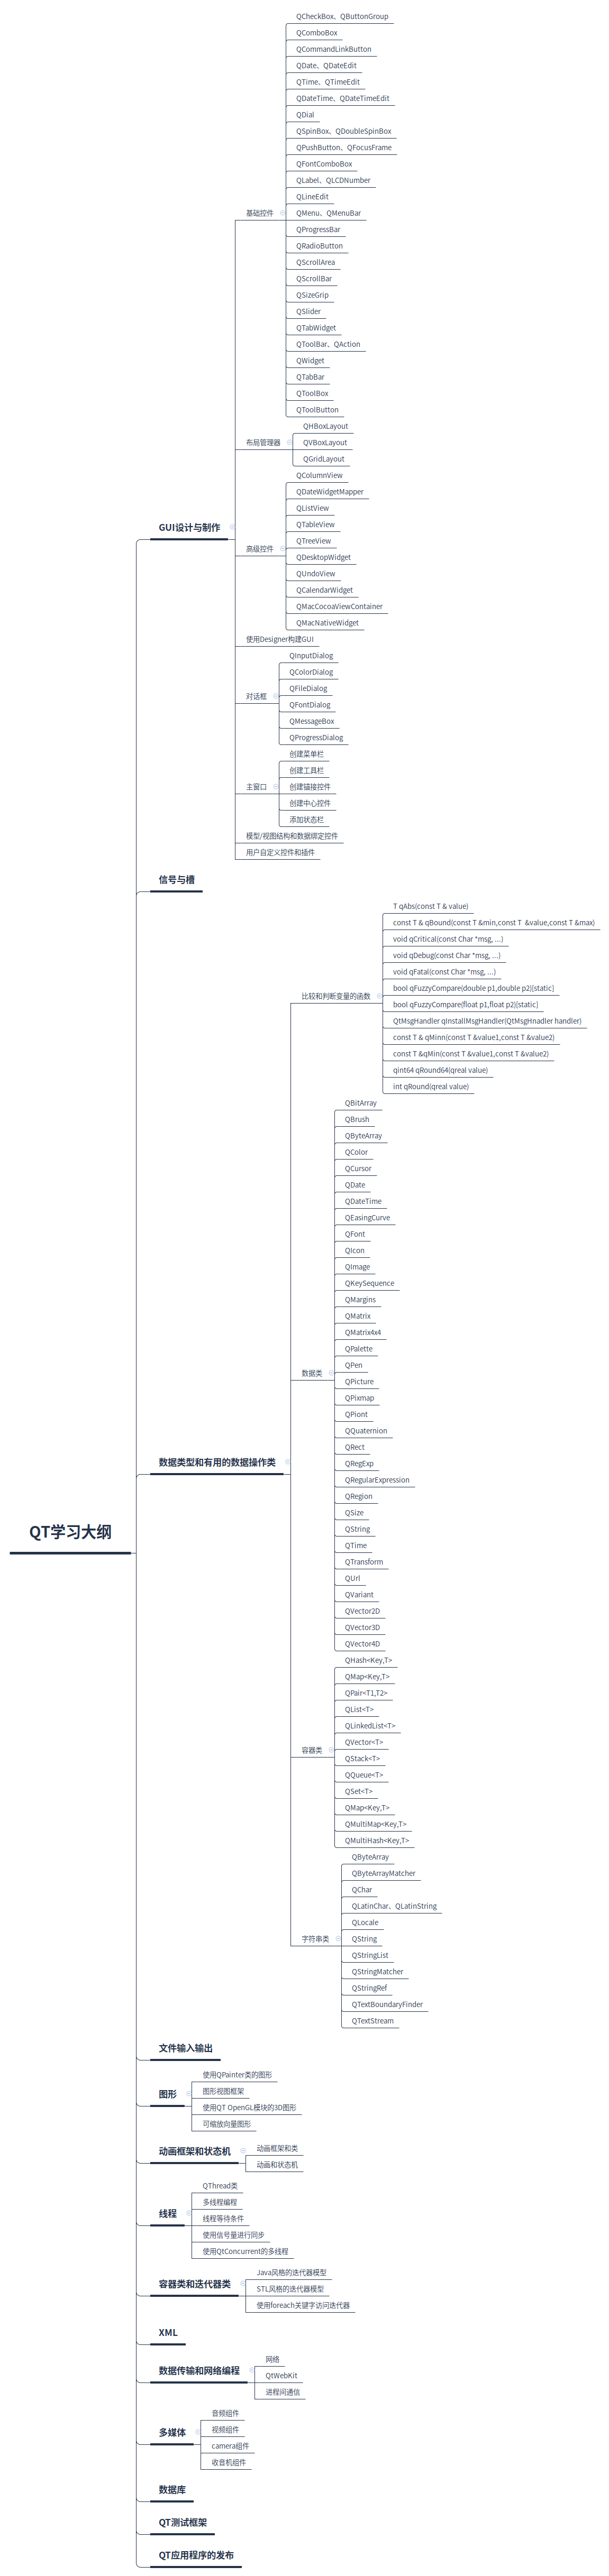 QT学习大纲
GUI设计与制作
基础控件
QCheckBox、QButtonGroup
QComboBox
QCommandLinkButton
QDate、QDateEdit
QTime、QTimeEdit
QDateTime、QDateTimeEdit
QDial
QSpinBox、QDoubleSpinBox
QPushButton、QFocusFrame
QFontComboBox
QLabel、QLCDNumber
QLineEdit
QMenu、QMenuBar
QProgressBar
QRadioButton
QScrollArea
QScrollBar
QSizeGrip
QSlider
QTabWidget
QToolBar、QAction
QWidget
QTabBar
QToolBox
QToolButton
布局管理器
QHBoxLayout
QVBoxLayout
QGridLayout
高级控件
QColumnView
QDateWidgetMapper
QListView
QTableView
QTreeView
QDesktopWidget
QUndoView
QCalendarWidget
QMacCocoaViewContainer
QMacNativeWidget
使用Designer构建GUI
对话框
QInputDialog
QColorDialog
QFileDialog
QFontDialog
QMessageBox
QProgressDialog
主窗口
创建菜单栏
创建工具栏
创建锚接控件
创建中心控件
添加状态栏
模型/视图结构和数据绑定控件
用户自定义控件和插件
信号与槽
数据类型和有用的数据操作类
比较和判断变量的函数
T qAbs(const T & value)
const T & qBound(const T &min,const T  &value,const T &max)
void qCritical(const Char *msg, ...)
void qDebug(const Char *msg, ...)
void qFatal(const Char *msg, ...)
bool qFuzzyCompare(double p1,double p2)[static]
bool qFuzzyCompare(float p1,float p2)[static]
QtMsgHandler qInstallMsgHandler(QtMsgHnadler handler)
const T & qMinn(const T &value1,const T &value2)
const T &qMin(const T &value1,const T &value2)
qint64 qRound64(qreal value)
int qRound(qreal value)
数据类
QBitArray
QBrush
QByteArray
QColor
QCursor
QDate
QDateTime
QEasingCurve
QFont
QIcon
QImage
QKeySequence
QMargins
QMatrix
QMatrix4x4
QPalette
QPen
QPicture
QPixmap
QPiont
QQuaternion
QRect
QRegExp
QRegularExpression
QRegion
QSize
QString
QTime
QTransform
QUrl
QVariant
QVector2D
QVector3D
QVector4D
容器类
QHash<Key,T>
QMap<Key,T>
QPair<T1,T2>
QList<T>
QLinkedList<T>
QVector<T>
QStack<T>
QQueue<T>
QSet<T>
QMap<Key,T>
QMultiMap<Key,T>
QMultiHash<Key,T>
字符串类
QByteArray
QByteArrayMatcher
QChar
QLatinChar、QLatinString
QLocale
QString
QStringList
QStringMatcher
QStringRef
QTextBoundaryFinder
QTextStream
文件输入输出
图形
使用QPainter类的图形
图形视图框架
使用QT OpenGL模块的3D图形
可缩放向量图形
动画框架和状态机
动画框架和类
动画和状态机
线程
QThread类
多线程编程
线程等待条件
使用信号量进行同步
使用QtConcurrent的多线程
容器类和迭代器类
Java风格的迭代器模型
STL风格的迭代器模型
使用foreach关键字访问迭代器
XML
数据传输和网络编程
网络
QtWebKit
进程间通信
多媒体
音频组件
视频组件
camera组件
收音机组件
数据库
QT测试框架
QT应用程序的发布